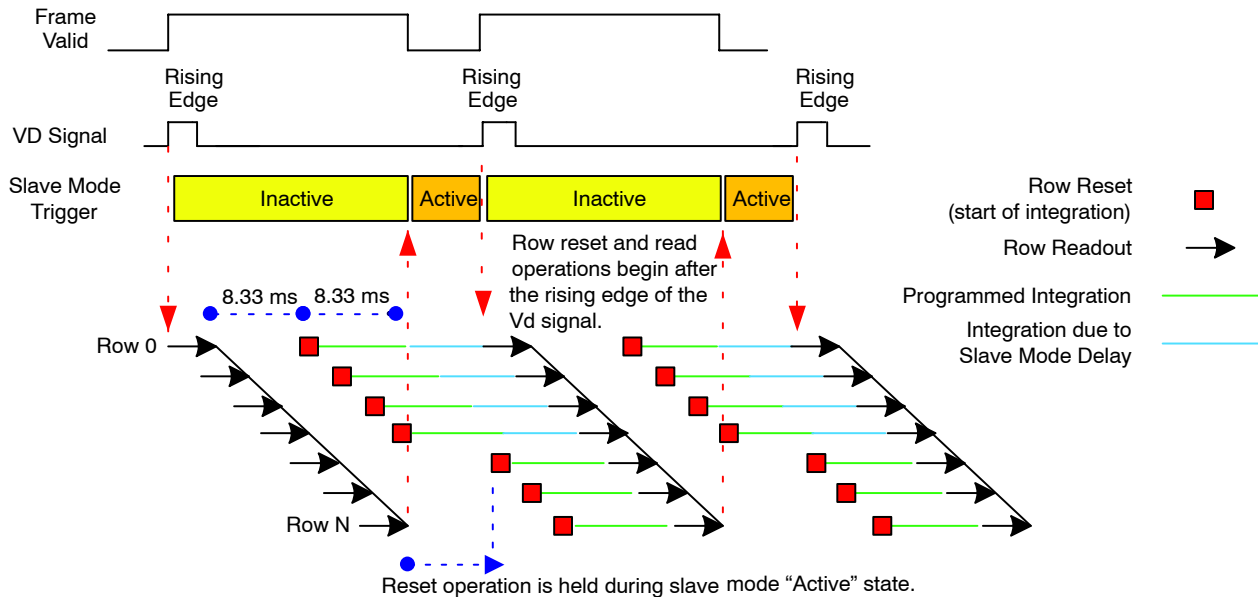 Frame
Valid
Rising
Edge
Rising
Edge
Rising
Edge
VD Signal
Slave Mode
Trigger
Inactive
Active
Inactive
Active
Row Reset
(start of integration)
Row Readout
Programmed Integration
Integration due to
Slave Mode Delay
Row reset and read
operations begin after
the rising edge of the
Vd signal.
8.33 ms
8.33 ms
Row 0
Row N
Reset operation is held during slave mode “Active” state.